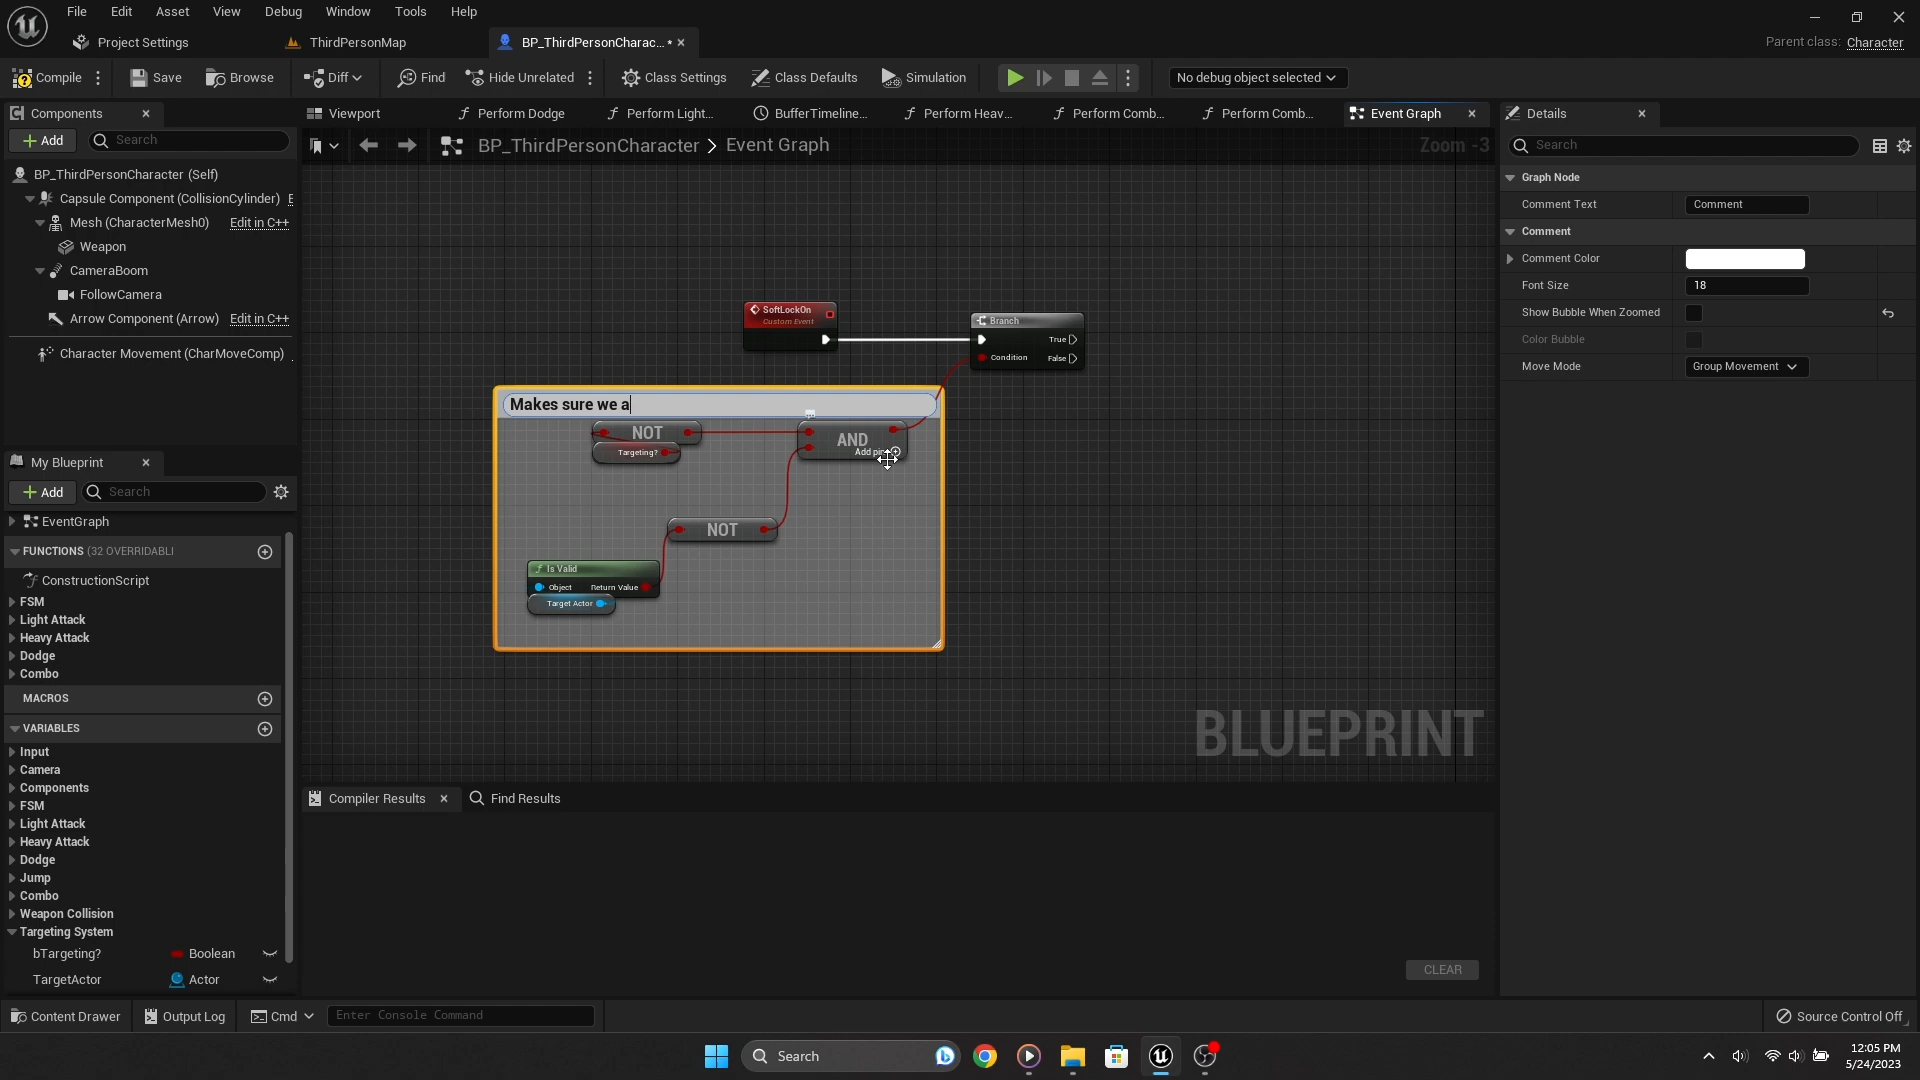 File Edit Asset View Debug Window Tools Help
Project Settings
ThirdPersonMap
BP_ThirdPersonCharac... *
Parent class: Character
Compile
Save
Browse
Diff
Find
Hide Unrelated
Class Settings
Class Defaults
Simulation
No debug object selected
Components
Viewport
Perform Dodge
Perform Light...
BufferTimeline...
Perform Heav...
Perform Comb...
Perform Comb...
Event Graph
Details
Add
Search
BP_ThirdPersonCharacter > Event Graph
Zoom -3
Search
BP_ThirdPersonCharacter (Self)
Capsule Component (CollisionCylinder) E
Mesh (CharacterMesh0) Edit in C++
Weapon
CameraBoom
FollowCamera
Arrow Component (Arrow) Edit in C++
Character Movement (CharMoveComp)
Graph Node
Comment Text Comment
Comment
Comment Color
Font Size 18
Show Bubble When Zoomed
Color Bubble
Move Mode Group Movement
SoftLockOn
Custom Event
Branch
True
Condition False
Makes sure we a
NOT
Targeting?
AND
Add pin
NOT
Is Valid
Object Return Value
Target Actor
BLUEPRINT
My Blueprint
Add
Search
EventGraph
FUNCTIONS (32 OVERRIDABLI
ConstructionScript
FSM
Light Attack
Heavy Attack
Dodge
Combo
MACROS
VARIABLES
Input
Camera
Components
FSM
Light Attack
Heavy Attack
Dodge
Jump
Combo
Weapon Collision
Targeting System
bTargeting? Boolean
TargetActor Actor
Compiler Results
Find Results
CLEAR
Content Drawer
Output Log
Cmd
Enter Console Command
Source Control Off
Search
12:05 PM
5/24/2023